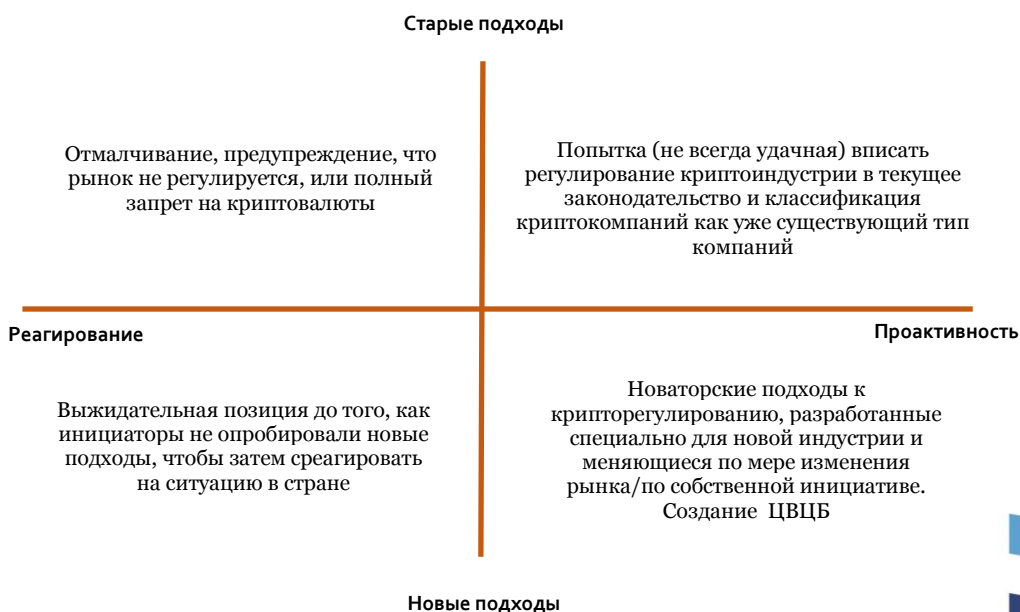 Старые подходы
Отмалчивание, предупреждение, что
рынок не регулируется, или полный
запрет на криптовалюты
Попытка (не всегда удачная) вписать
регулирование криптоиндустрии в текущее
законодательство и классификация
криптокомпаний как уже существующий тип
компаний
Реагирование
Проактивность
Выжидательная позиция до того, как
инициаторы не опробировали новые
подходы, чтобы затем среагировать
на ситуацию в стране
Новаторские подходы к
крипторегулированию, разработанные
специально для новой индустрии и
меняющиеся по мере изменения
рынка/по собственной инициативе.
Создание ЦВЦБ
Новые подходы